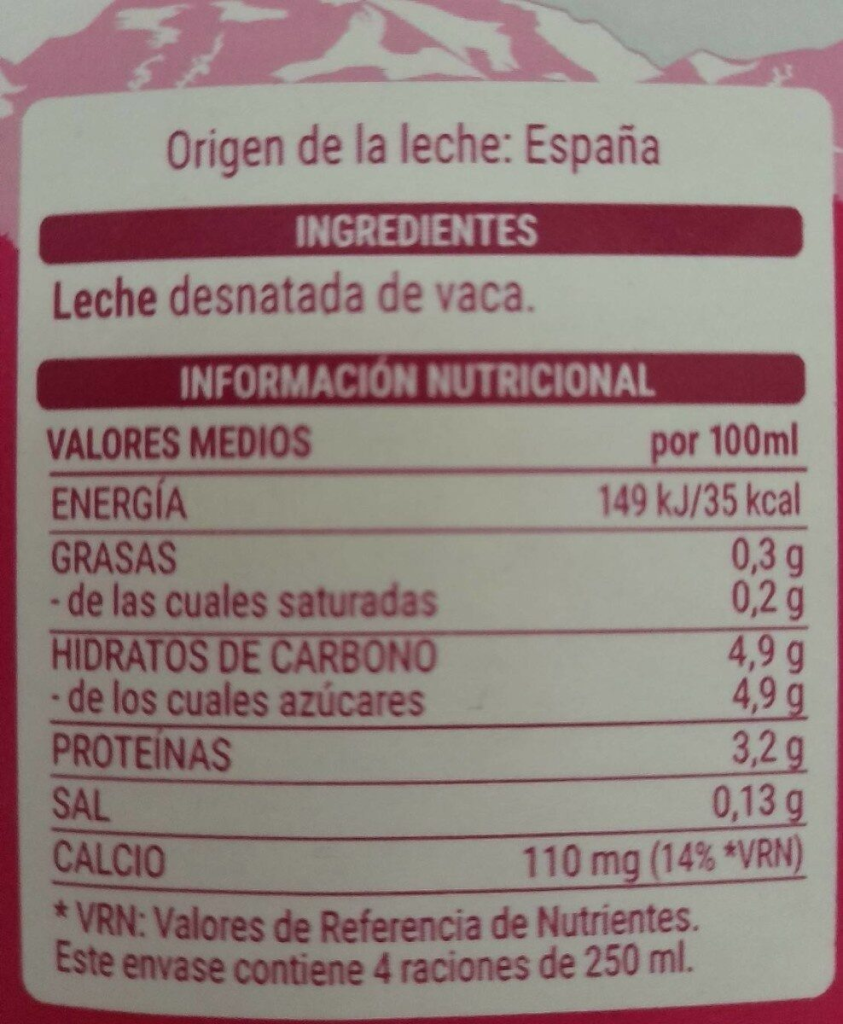 Origen de la leche: España
INGREDIENTES
Leche desnatada de vaca.
INFORMACIÓN NUTRICIONAL
VALORES MEDIOS por 100ml
ENERGÍA 149 kJ/35 kcal
GRASAS 0,3 g
- de las cuales saturadas 0,2 g
HIDRATOS DE CARBONO 4,9 g
- de los cuales azúcares 4,9 g
PROTEÍNAS 3,2 g
SAL 0,13 g
CALCIO 110 mg (14% *VRN)
* VRN: Valores de Referencia de Nutrientes.
Este envase contiene 4 raciones de 250 ml.